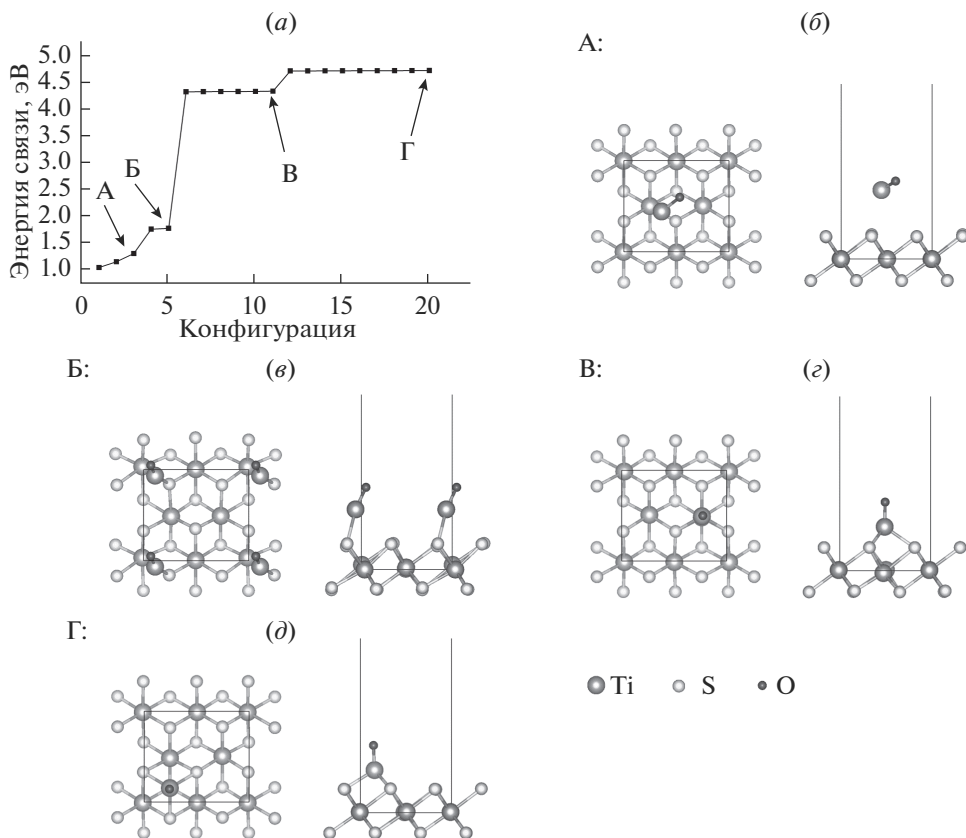 (а)
Энергия связи, эВ
5.0
4.5
4.0
3.5
3.0
2.5
2.0
1.5
1.0
А
Б
В
Г
0 5 10 15 20
Конфигурация
А: (б)
Б: (в)
В: (г)
Г: (д)
Ti S O